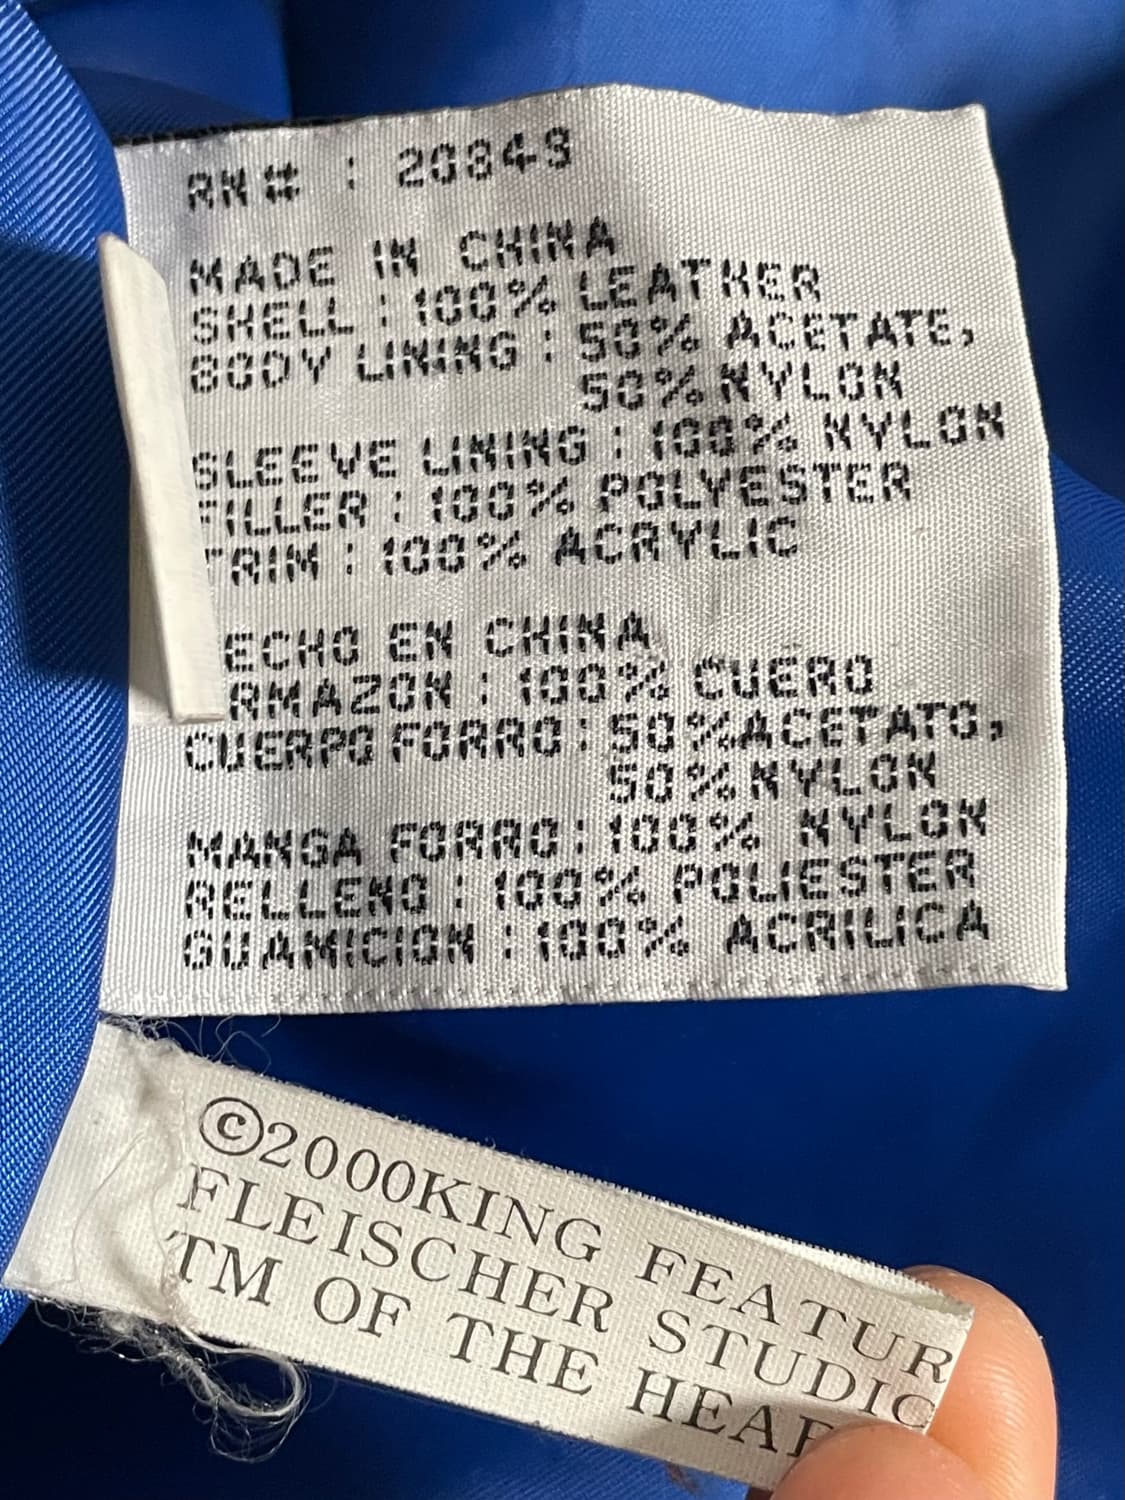 RN# : 20849
MADE IN CHINA
SHELL : 100% LEATHER
BODY LINING : 50% ACETATE,
50% NYLON
SLEEVE LINING : 100% NYLON
FILLER : 100% POLYESTER
TRIM : 100% ACRYLIC
ECHO EN CHINA
RMAZON : 100% CUERO
CUERPO FORRO : 50% ACETATO,
50% NYLON
MANGA FORRO : 100% NYLON
RELLENO : 100% POLIESTER
GUAMICION : 100% ACRILICA
©2000KING FEATUR
FLEISCHER STUDIO
TM OF THE HEAR